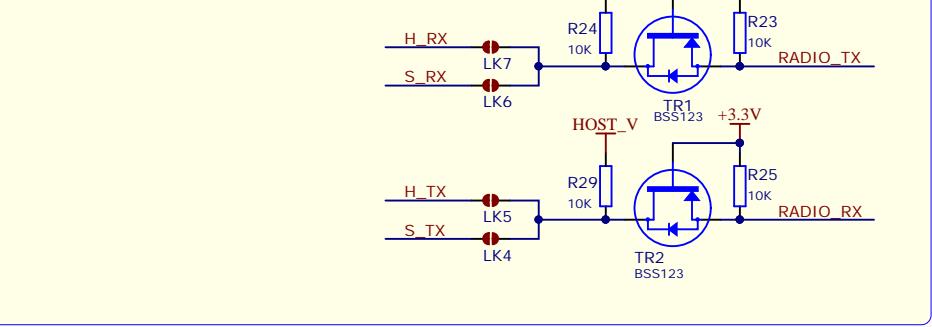 R24
10K
R23
10K
H_RX
LK7
S_RX
LK6
RADIO_TX
TR1
BSS123
HOST_V
+3.3V
R29
10K
R25
10K
H_TX
LK5
S_TX
LK4
RADIO_RX
TR2
BSS123